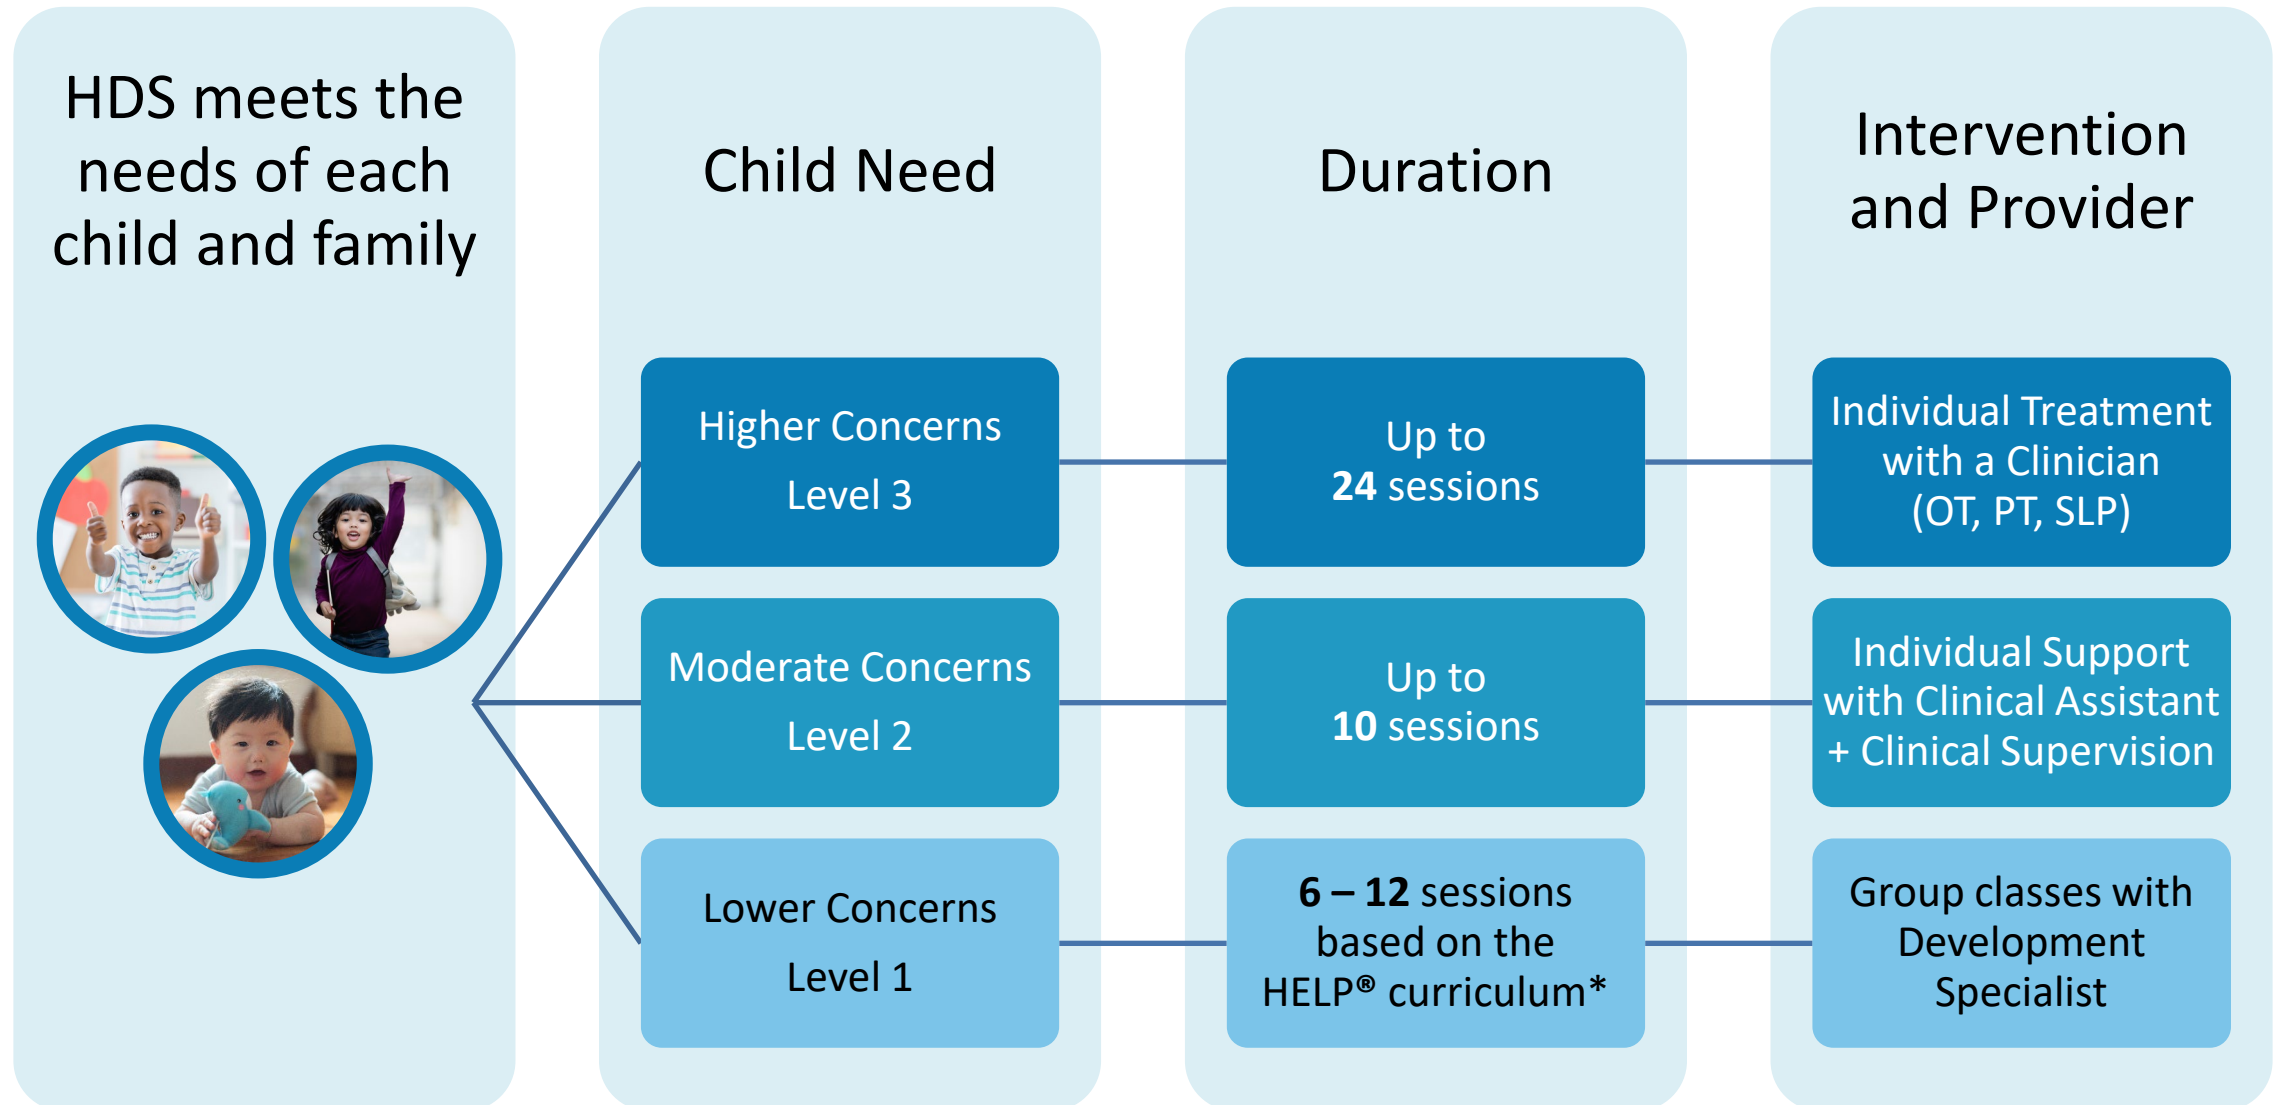 HDS meets the
needs of each
child and family
Child Need
Duration
Intervention
and Provider
Higher Concerns
Level 3
Up to
24 sessions
Individual Treatment
with a Clinician
(OT, PT, SLP)
Moderate Concerns
Level 2
Up to
10 sessions
Individual Support
with Clinical Assistant
+ Clinical Supervision
Lower Concerns
Level 1
6 – 12 sessions
based on the
HELP® curriculum*
Group classes with
Development
Specialist